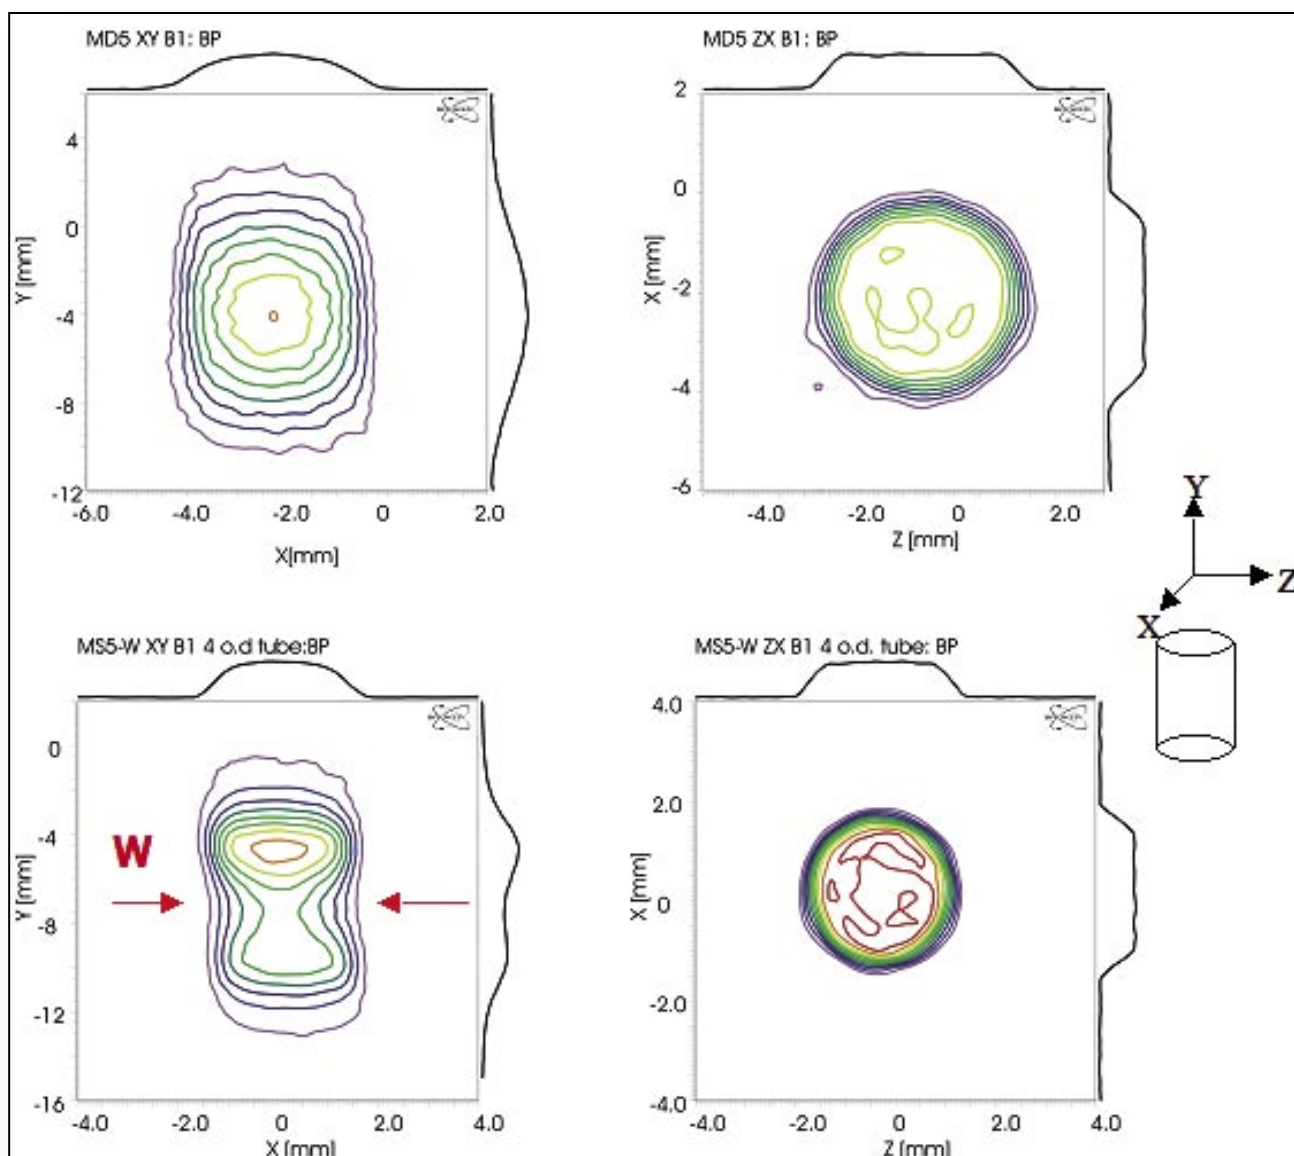 MD5 XY B1: BP
4
0
-4
-8
-12
Y [mm]
-6.0 -4.0 -2.0 0 2.0
X[mm]
MD5 ZX B1: BP
2
0
-2
-4
-6
X [mm]
-4.0 -2.0 0 2.0
Z [mm]
Y
Z
X
MS5-W XY B1 4 o.d tube:BP
0
-4
-8
-12
-16
Y [mm]
W
-4.0 -2.0 0 2.0 4.0
X [mm]
MS5-W ZX B1 4 o.d. tube: BP
4.0
2.0
0
-2.0
-4.0
X [mm]
-4.0 -2.0 0 2.0 4.0
Z [mm]